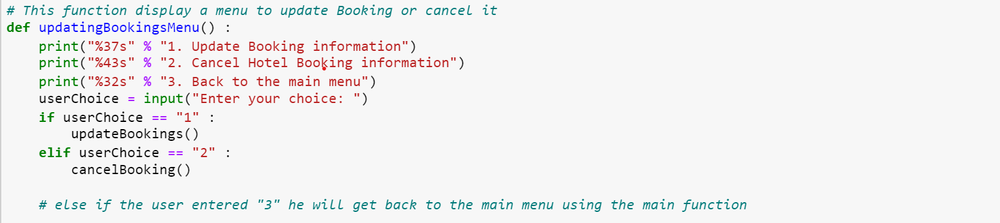 # This function display a menu to update Booking or cancel it
def updatingBookingsMenu() :
    print("%37s" % "1. Update Booking information")
    print("%43s" % "2. Cancel Hotel Booking information")
    print("%32s" % "3. Back to the main menu")
    userChoice = input("Enter your choice: ")
    if userChoice == "1" :
        updateBookings()
    elif userChoice == "2" :
        cancelBooking()
    # else if the user entered "3" he will get back to the main menu using the main function